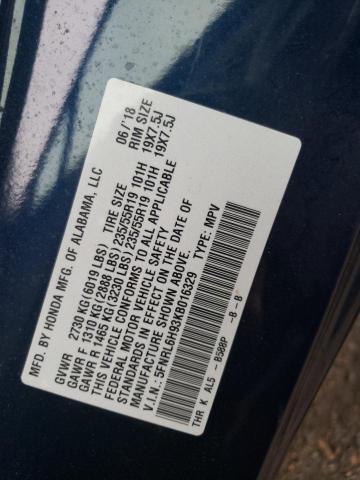 MFD. BY HONDA MFG. OF ALABAMA, LLC 06/'18
GVWR 2730 KG(6019 LBS) TIRE SIZE RIM SIZE
GAWR F 1310 KG(2888 LBS)235/55R19 101H 19X7.5J
GAWR R 1465 KG(3230 LBS)235/55R19 101H 19X7.5J
THIS VEHICLE CONFORMS TO ALL APPLICABLE
FEDERAL MOTOR VEHICLE SAFETY
STANDARDS IN EFFECT ON THE DATE OF
MANUFACTURE SHOWN ABOVE.
V.I.N.: 5FNRL6H93KB016329 TYPE: MPV
THR K AL5 - B588P -B -B